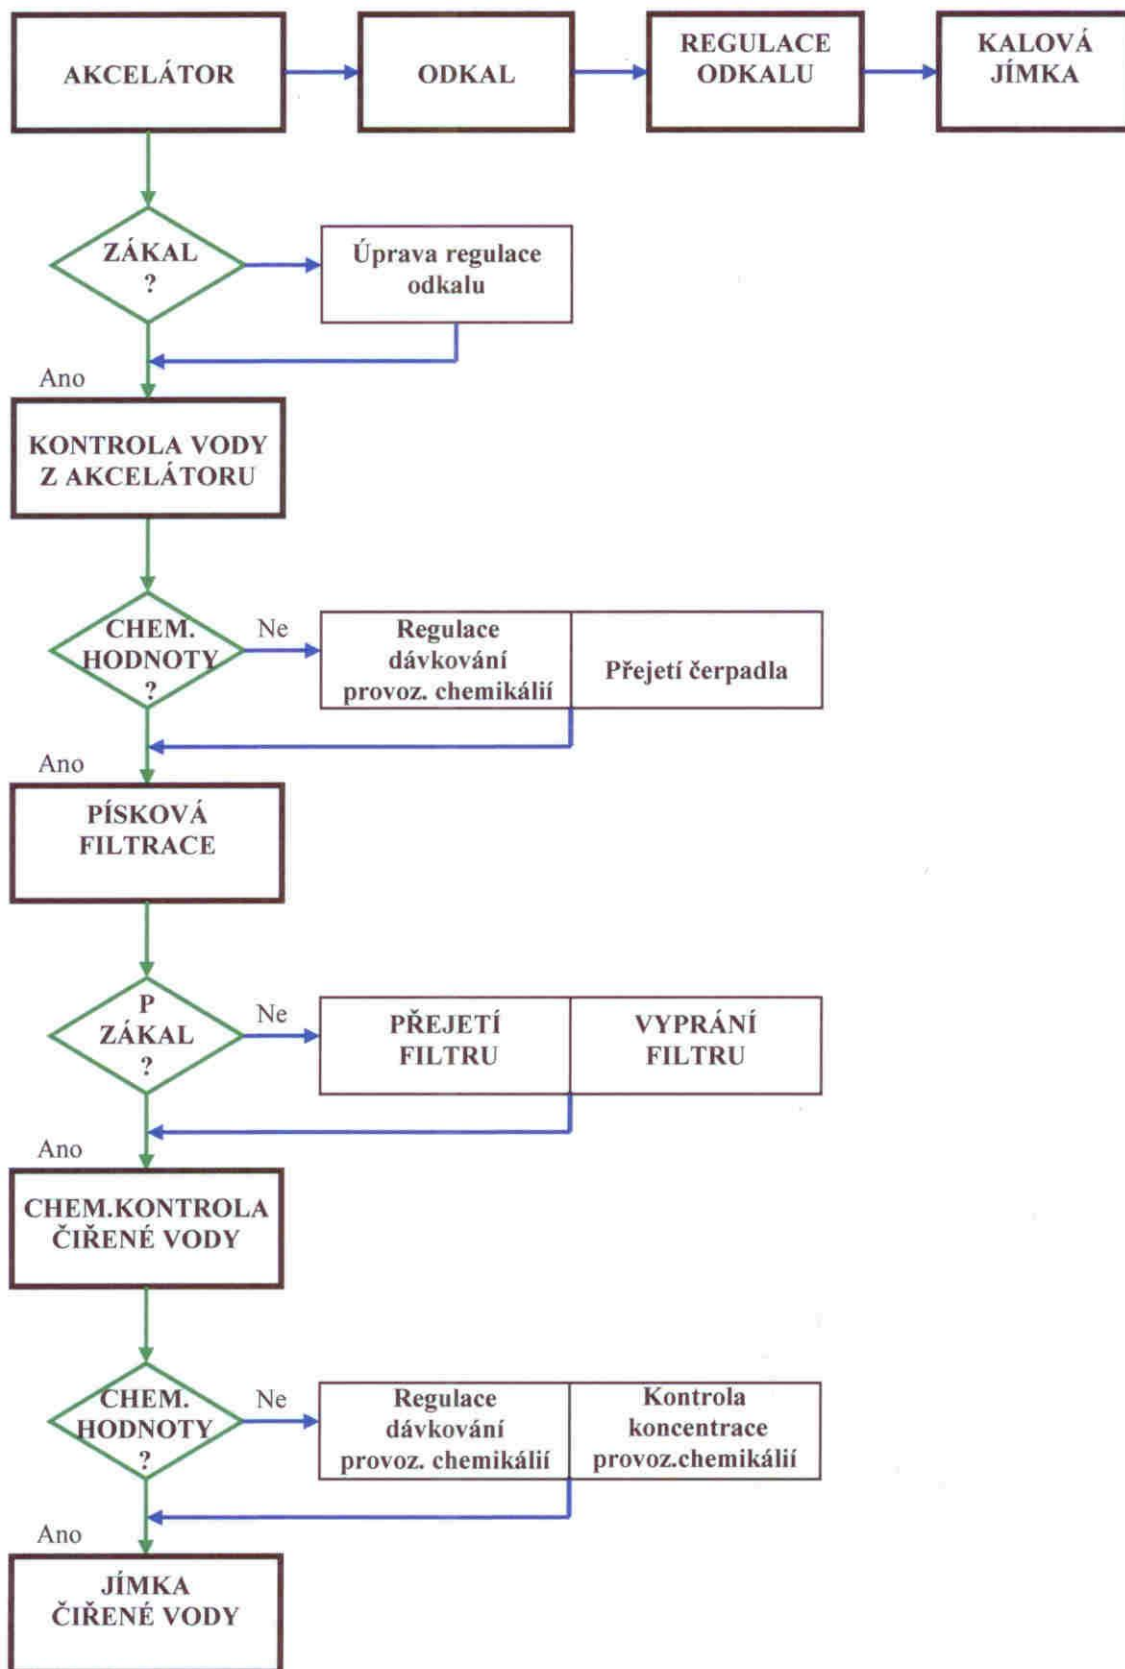 AKCELÁTOR
ODKAL
REGULACE
ODKALU
KALOVÁ
JÍMKA
ZÁKAL
?
Úprava regulace
odkalu
Ano
KONTROLA VODY
Z AKCELÁTORU
CHEM.
HODNOTY
?
Ne
Regulace
dávkování
provoz. chemikálií
Přejetí čerpadla
Ano
PÍSKOVÁ
FILTRACE
P
ZÁKAL
?
Ne
PŘEJETÍ
FILTRU
VYPRÁNÍ
FILTRU
Ano
CHEM.KONTROLA
ČIŘENÉ VODY
CHEM.
HODNOTY
?
Ne
Regulace
dávkování
provoz. chemikálií
Kontrola
koncentrace
provoz.chemikálií
Ano
JÍMKA
ČIŘENÉ VODY